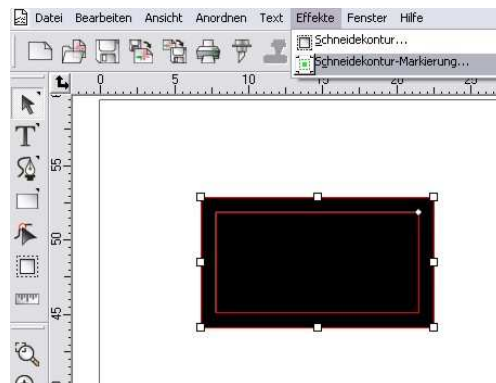 Datei Bearbeiten Ansicht Anordnen Text Effekte Fenster Hilfe
Schneidekontur...
Schneidekontur-Markierung...
0 5 10 15 20 25
55
50
45